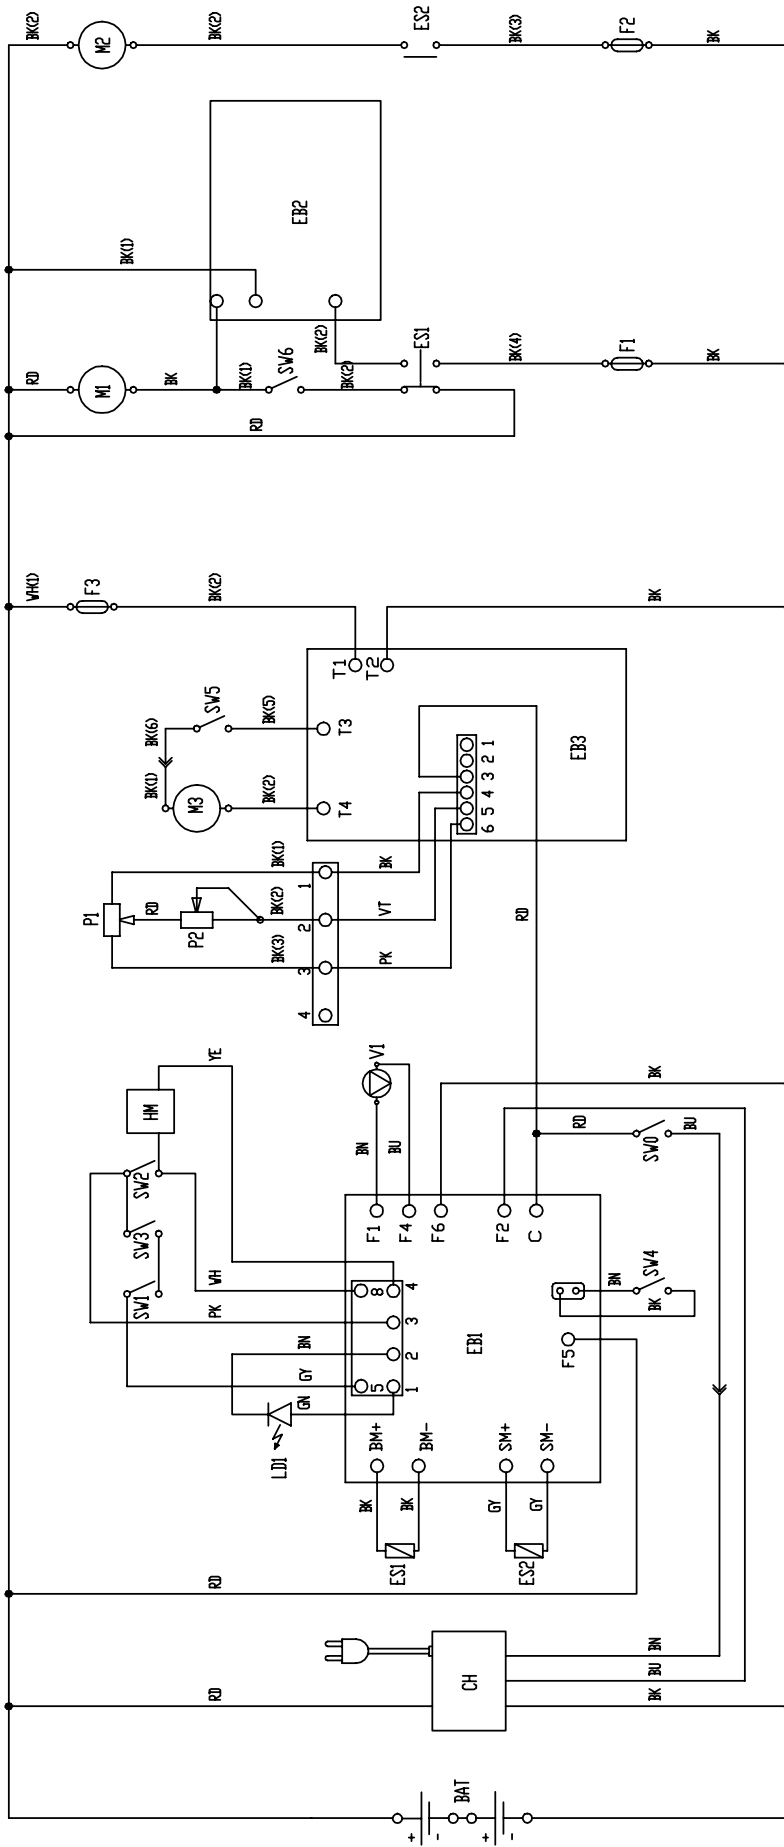 BK(2)
M2
BK(2)
ES2
BK(3)
F2
BK
EB2
BK(1)
RD
M1
BK
BK(1)
SW6
BK(2)
BK(2)
ES1
BK(4)
F1
BK
RD
WH(1)
F3
BK(2)
BK
T1
T2
SW5
BK(6)
BK(5)
T3
BK(1)
M3
BK(2)
T4
EB3
1
2
3
4
5
6
P1
RD
P2
BK(1)
BK(2)
BK(3)
1
2
3
4
BK
VT
PK
RD
HM
YE
SW2
SW3
SW1
WH
PK
BN
GY
GN
LD1
V1
BN
BU
BK
F1
F4
F6
F2
C
RD
SW0
BU
8
4
3
2
5
1
EB1
F5
BN
SW4
BK
BM+
BM-
SM+
SM-
BK
BK
ES1
GY
GY
ES2
RD
RD
CH
BN
BU
BK
BAT
+
-
+
-